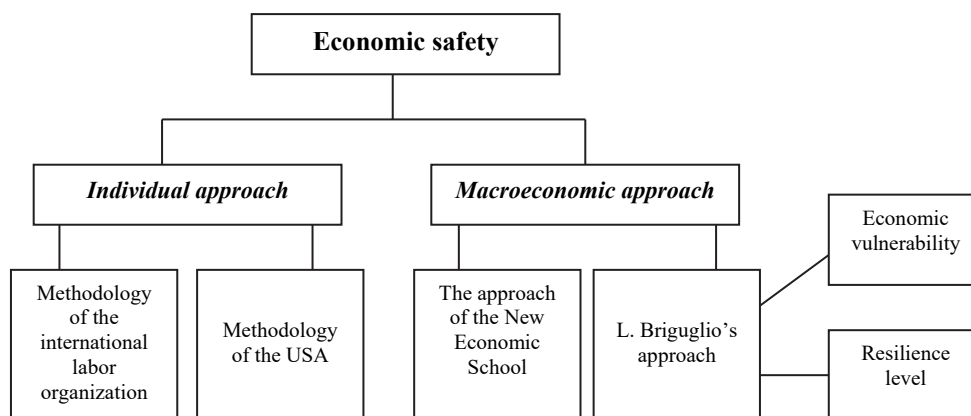 Economic safety
Individual approach
Macroeconomic approach
Economic
vulnerability
Methodology
of the
international
labor
organization
Methodology
of the USA
The approach
of the New
Economic
School
L. Briguglio’s
approach
Resilience
level